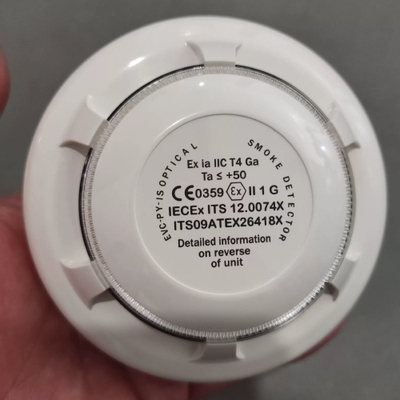 EVC-PY-IS OPTICAL SMOKE DETECTOR
Ex ia IIC T4 Ga
Ta ≤ +50
CE0359 Ex II 1 G
IECEx ITS 12.0074X
ITS09ATEX26418X
Detailed information
on reverse
of unit